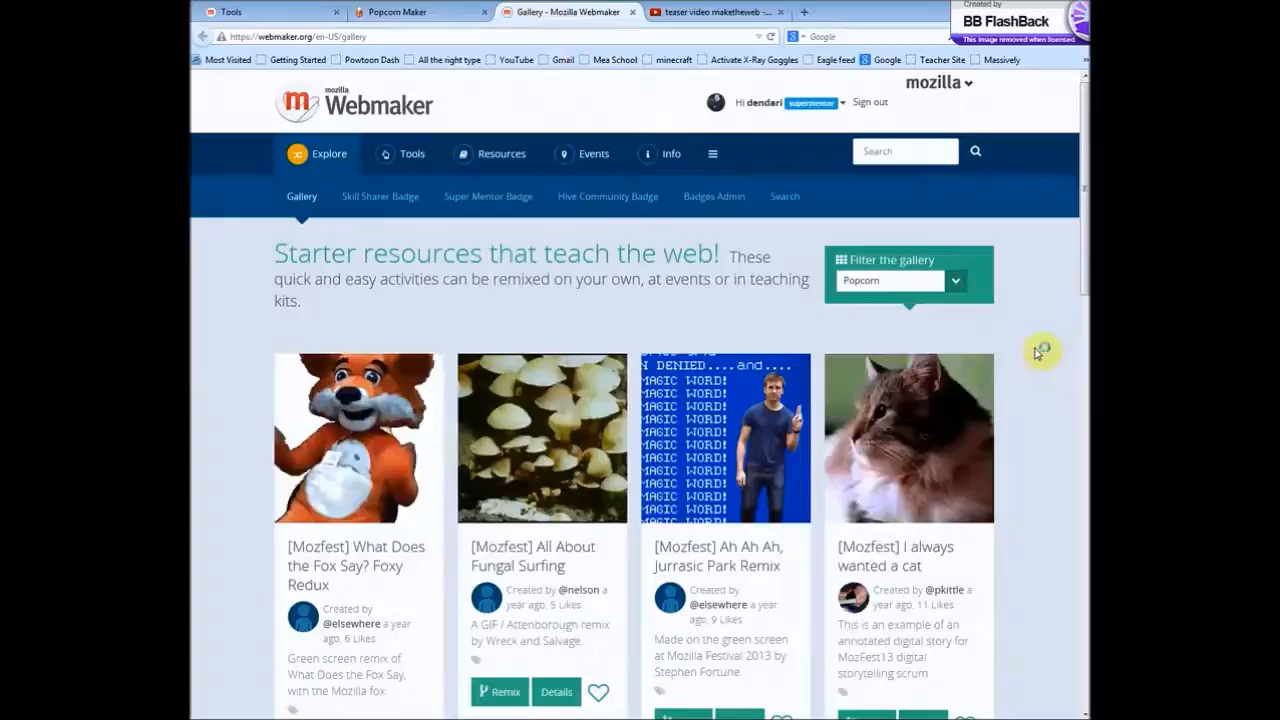 Tools
Popcorn Maker
Gallery - Mozilla Webmaker
teaser video maketheweb -...
Created by
BB FlashBack
This image removed when licensed
https://webmaker.org/en-US/gallery
Google
Most Visited
Getting Started
Powtoon Dash
All the right type
YouTube
Gmail
Mea School
minecraft
Activate X-Ray Goggles
Eagle feed
Google
Teacher Site
Massively
mozilla
mozilla
Webmaker
Hi dendari supermentor
Sign out
Explore
Tools
Resources
Events
Info
Search
Gallery
Skill Sharer Badge
Super Mentor Badge
Hive Community Badge
Badges Admin
Search
Starter resources that teach the web! These
quick and easy activities can be remixed on your own, at events or in teaching
kits.
Filter the gallery
Popcorn
N DENIED....and....
MAGIC WORD!
MAGIC WORD!
MAGIC WORD!
MAGIC WORD!
MAGIC WORD!
MAGIC WORD!
MAGIC WORD!
MAGIC WORD!
MAGIC WORD!
MAGIC WORD!
MAGIC WORD!
[Mozfest] What Does
the Fox Say? Foxy
Redux
Created by
@elsewhere a year
ago, 6 Likes
Green screen remix of
What Does the Fox Say,
with the Mozilla fox.
[Mozfest] All About
Fungal Surfing
Created by @nelson a
year ago, 5 Likes
A GIF / Attenborough remix
by Wreck and Salvage.
Remix
Details
[Mozfest] Ah Ah Ah,
Jurrasic Park Remix
Created by
@elsewhere a year
ago, 9 Likes
Made on the green screen
at Mozilla Festival 2013 by
Stephen Fortune.
[Mozfest] I always
wanted a cat
Created by @pkittle a
year ago, 11 Likes
This is an example of an
annotated digital story for
MozFest13 digital
storytelling scrum